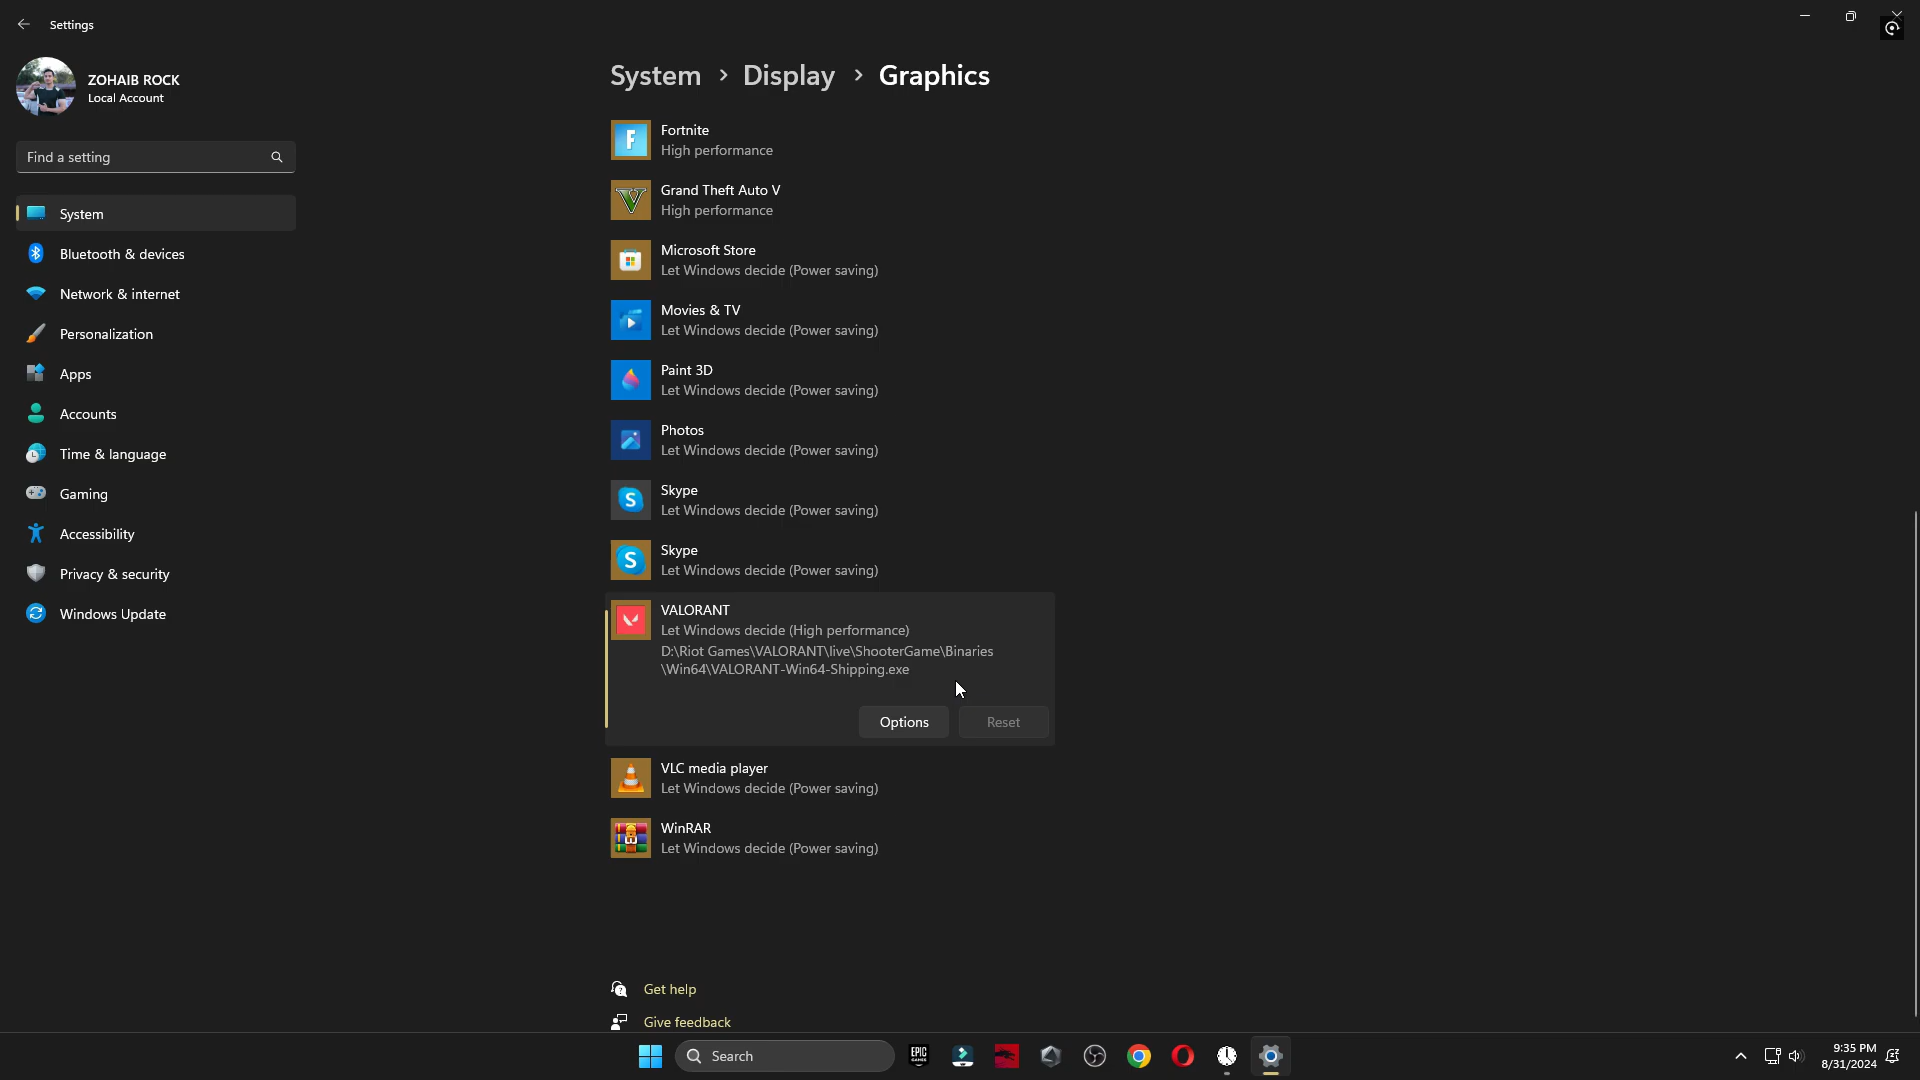 Settings
ZOHAIB ROCK
Local Account
Find a setting
System
Bluetooth & devices
Network & internet
Personalization
Apps
Accounts
Time & language
Gaming
Accessibility
Privacy & security
Windows Update
System > Display > Graphics
Fortnite
High performance
Grand Theft Auto V
High performance
Microsoft Store
Let Windows decide (Power saving)
Movies & TV
Let Windows decide (Power saving)
Paint 3D
Let Windows decide (Power saving)
Photos
Let Windows decide (Power saving)
Skype
Let Windows decide (Power saving)
Skype
Let Windows decide (Power saving)
VALORANT
Let Windows decide (High performance)
D:\Riot Games\VALORANT\live\ShooterGame\Binaries
\Win64\VALORANT-Win64-Shipping.exe
Options Reset
VLC media player
Let Windows decide (Power saving)
WinRAR
Let Windows decide (Power saving)
Get help
Give feedback
Search
EPIC
GAMES
9:35 PM
8/31/2024